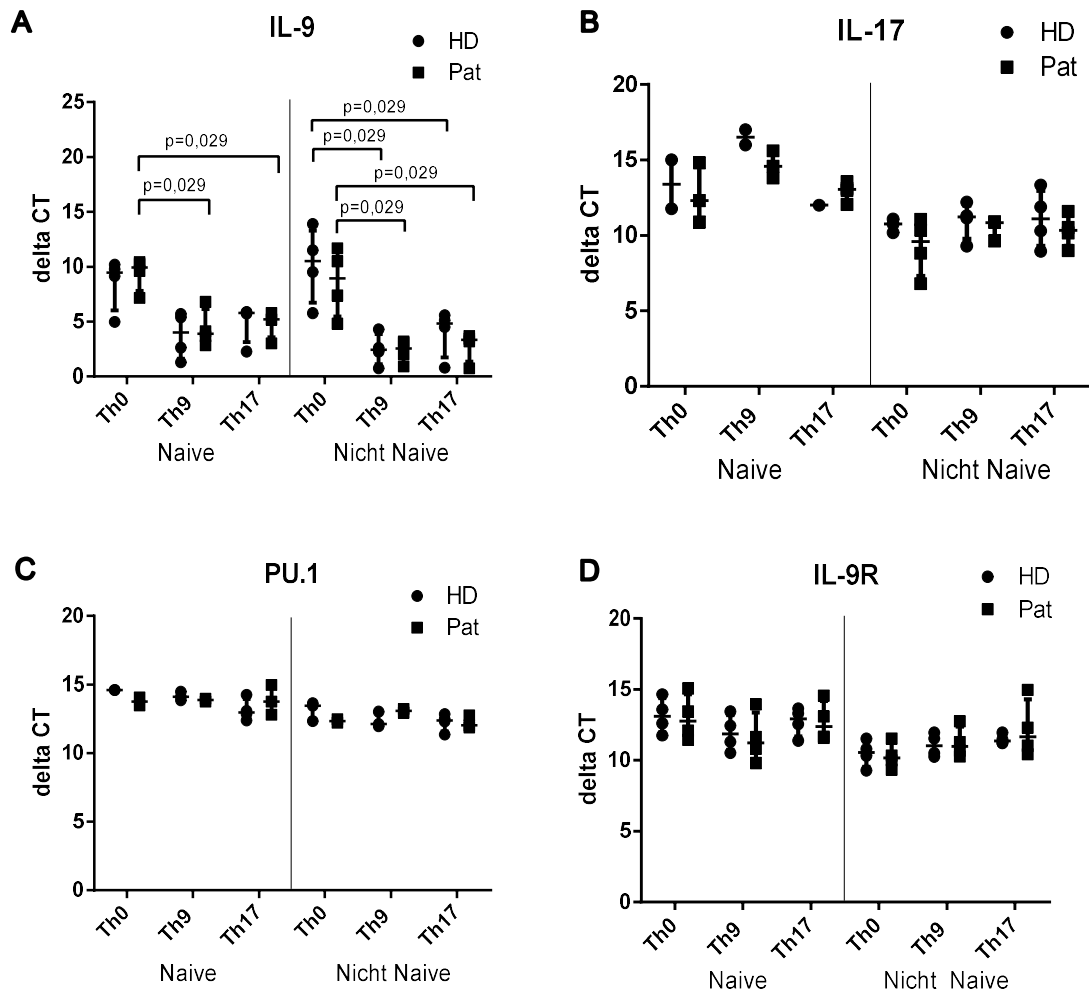 A
IL-9
HD
Pat
delta CT
25
20
15
10
5
0
p=0,029
p=0,029
p=0,029
p=0,029
p=0,029
p=0,029
Th0
Th9
Th17
Th0
Th9
Th17
Naive
Nicht Naive
B
IL-17
HD
Pat
delta CT
20
15
10
5
0
Th0
Th9
Th17
Th0
Th9
Th17
Naive
Nicht Naive
C
PU.1
HD
Pat
delta CT
20
15
10
5
0
Th0
Th9
Th17
Th0
Th9
Th17
Naive
Nicht Naive
D
IL-9R
HD
Pat
delta CT
20
15
10
5
0
Th0
Th9
Th17
Th0
Th9
Th17
Naive
Nicht Naive